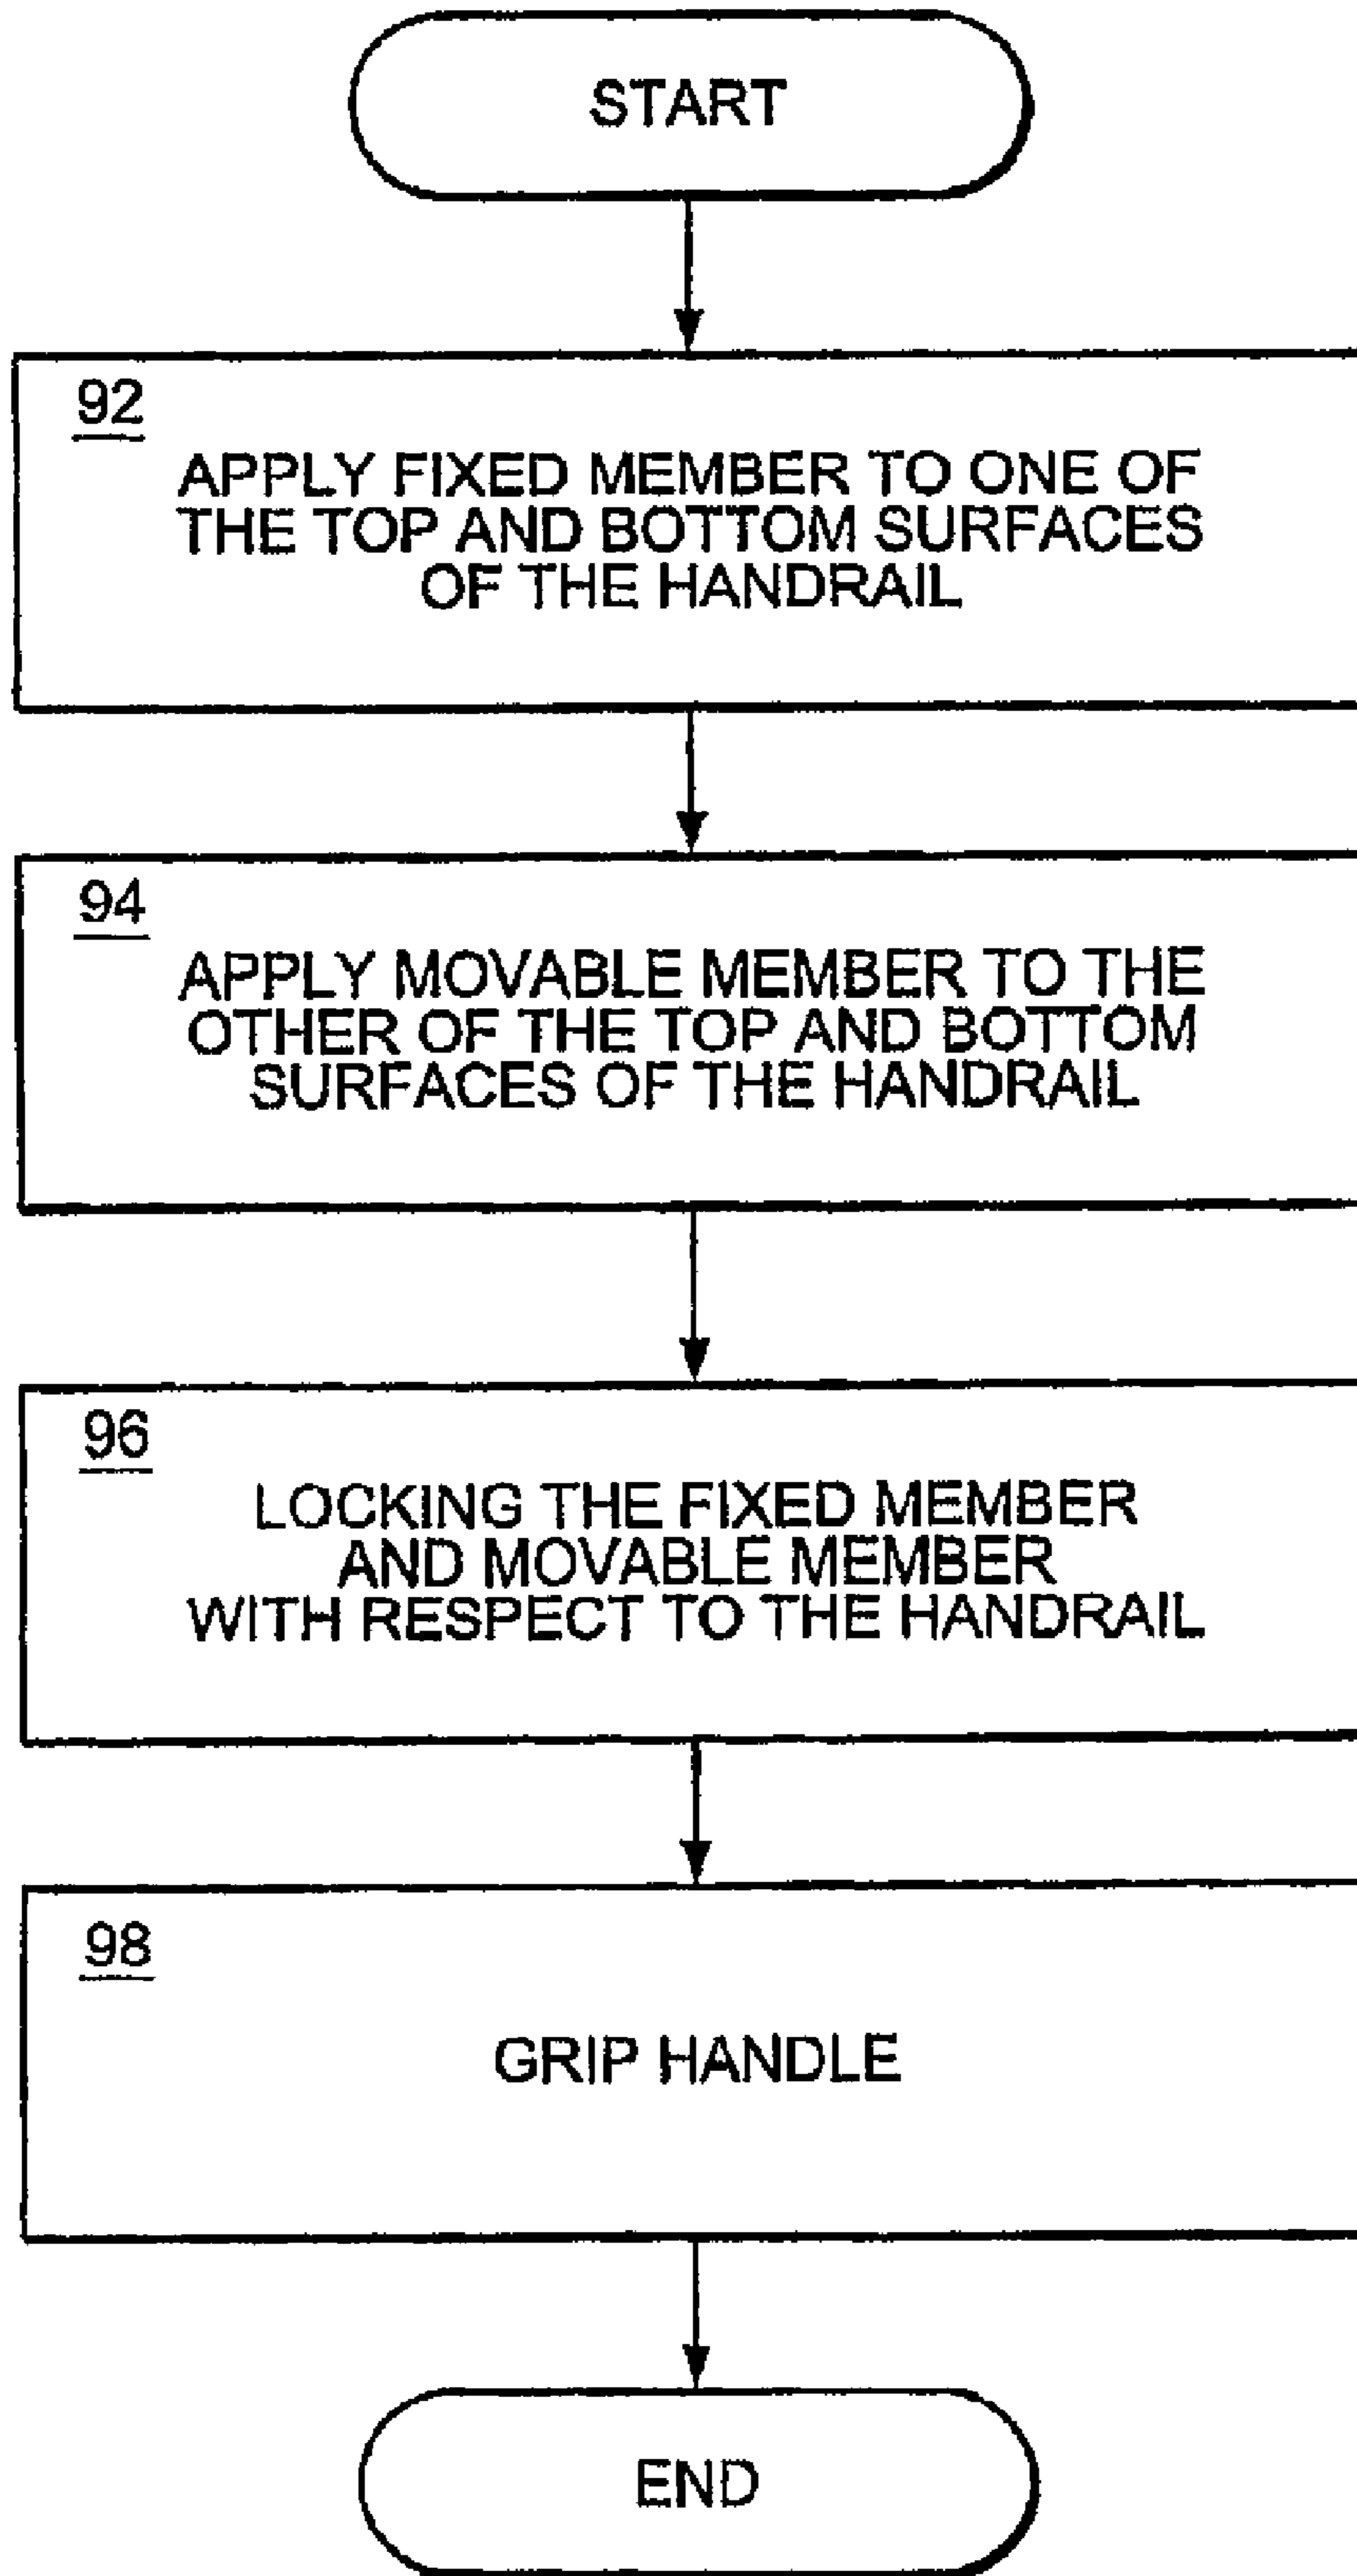 START
92
APPLY FIXED MEMBER TO ONE OF
THE TOP AND BOTTOM SURFACES
OF THE HANDRAIL
94
APPLY MOVABLE MEMBER TO THE
OTHER OF THE TOP AND BOTTOM
SURFACES OF THE HANDRAIL
96
LOCKING THE FIXED MEMBER
AND MOVABLE MEMBER
WITH RESPECT TO THE HANDRAIL
98
GRIP HANDLE
END